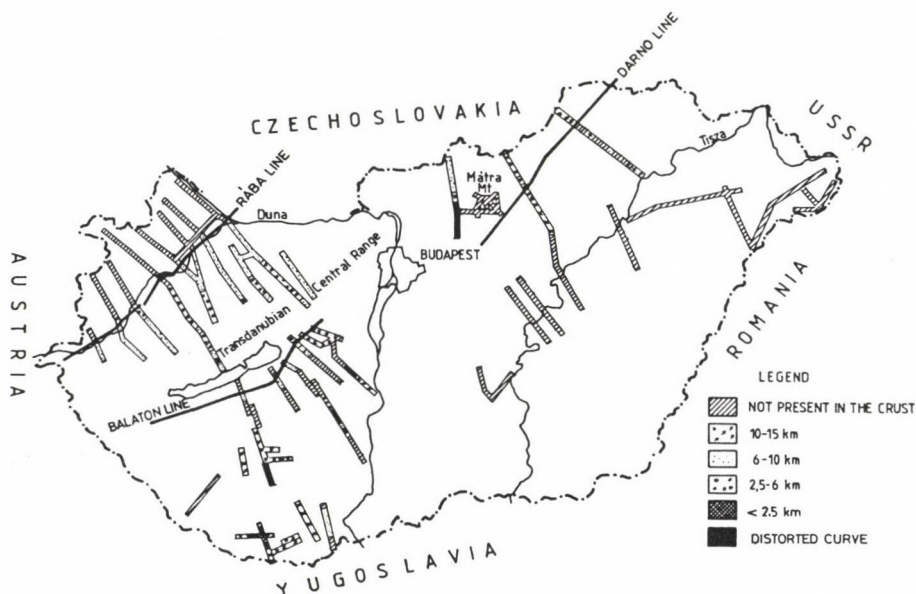 CZECHOSLOVAKIA
DARNO LINE
USSR
Tisza
Mátra
Mt
RÁBA LINE
Duna
BUDAPEST
AUSTRIA
Transdanubian Central Range
ROMANIA
BALATON LINE
YUGOSLAVIA
LEGEND
NOT PRESENT IN THE CRUST
10-15 km
6-10 km
2,5-6 km
< 2.5 km
DISTORTED CURVE